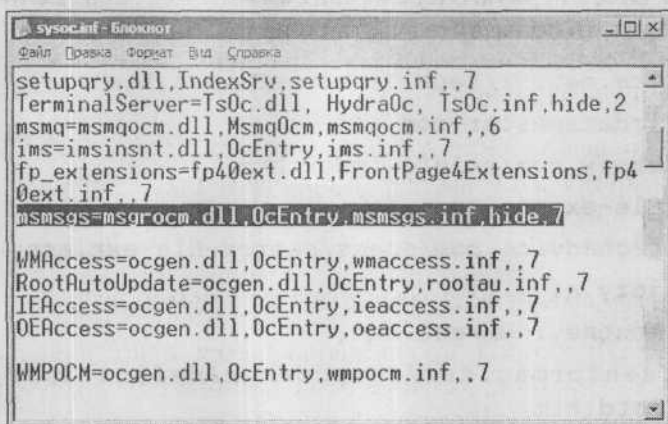 sysoc.inf - Блокнот
Файл Правка Формат Вид Справка
setupqry.dll,IndexSrv,setupqry.inf,,7
TerminalServer=TsOc.dll, HydraOc, TsOc.inf,hide,2
msmq=msmqocm.dll,MsmqOcm,msmqocm.inf,,6
ims=imsinsnt.dll,OcEntry,ims.inf,,7
fp_extensions=fp40ext.dll,FrontPage4Extensions,fp4
0ext.inf,,7
msmsgs=msgrocm.dll,OcEntry,msmsgs.inf,hide,7
WMAccess=ocgen.dll,OcEntry,wmaccess.inf,,7
RootAutoUpdate=ocgen.dll,OcEntry,rootau.inf,,7
IEAccess=ocgen.dll,OcEntry,ieaccess.inf,,7
OEAccess=ocgen.dll,OcEntry,oeaccess.inf,,7
WMPOCM=ocgen.dll,OcEntry,wmpocm.inf,,7